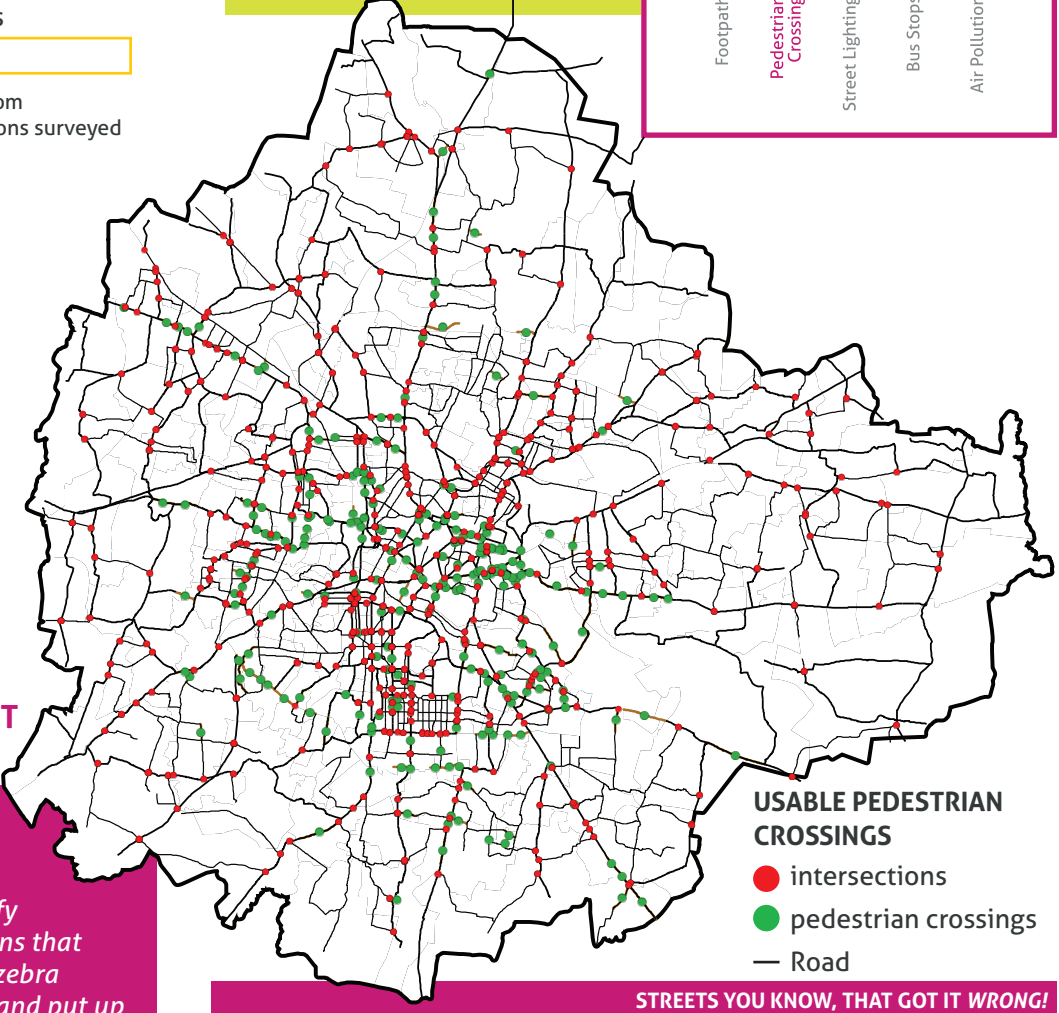 s
om
ons surveyed
Footpath
Pedestrian
Crossing
Street Lighting
Bus Stops
Air Pollution
T
USABLE PEDESTRIAN
CROSSINGS
intersections
pedestrian crossings
Road
fy
ns that
zebra
and put up
STREETS YOU KNOW, THAT GOT IT WRONG!